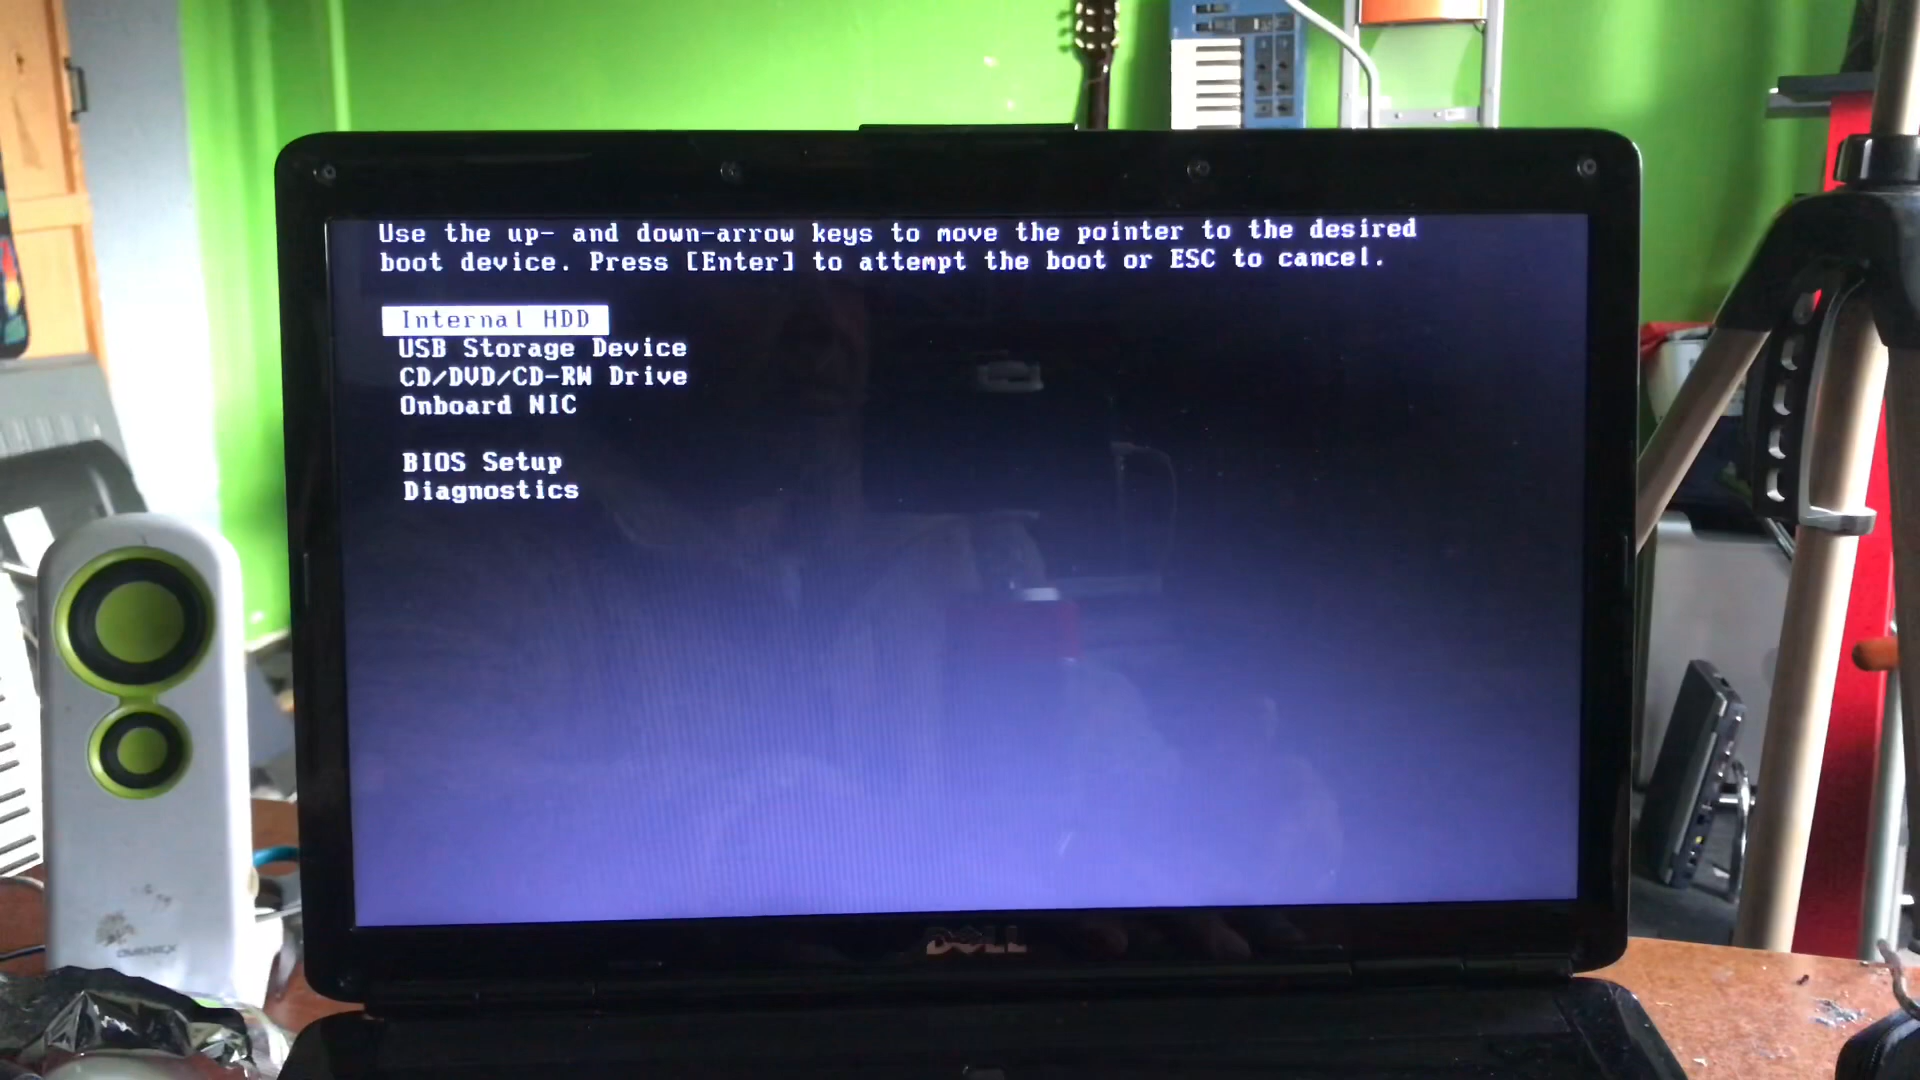 Use the up- and down-arrow keys to move the pointer to the desired
boot device. Press [Enter] to attempt the boot or ESC to cancel.
Internal HDD
USB Storage Device
CD/DVD/CD-RW Drive
Onboard NIC
BIOS Setup
Diagnostics
OMENEX
DELL